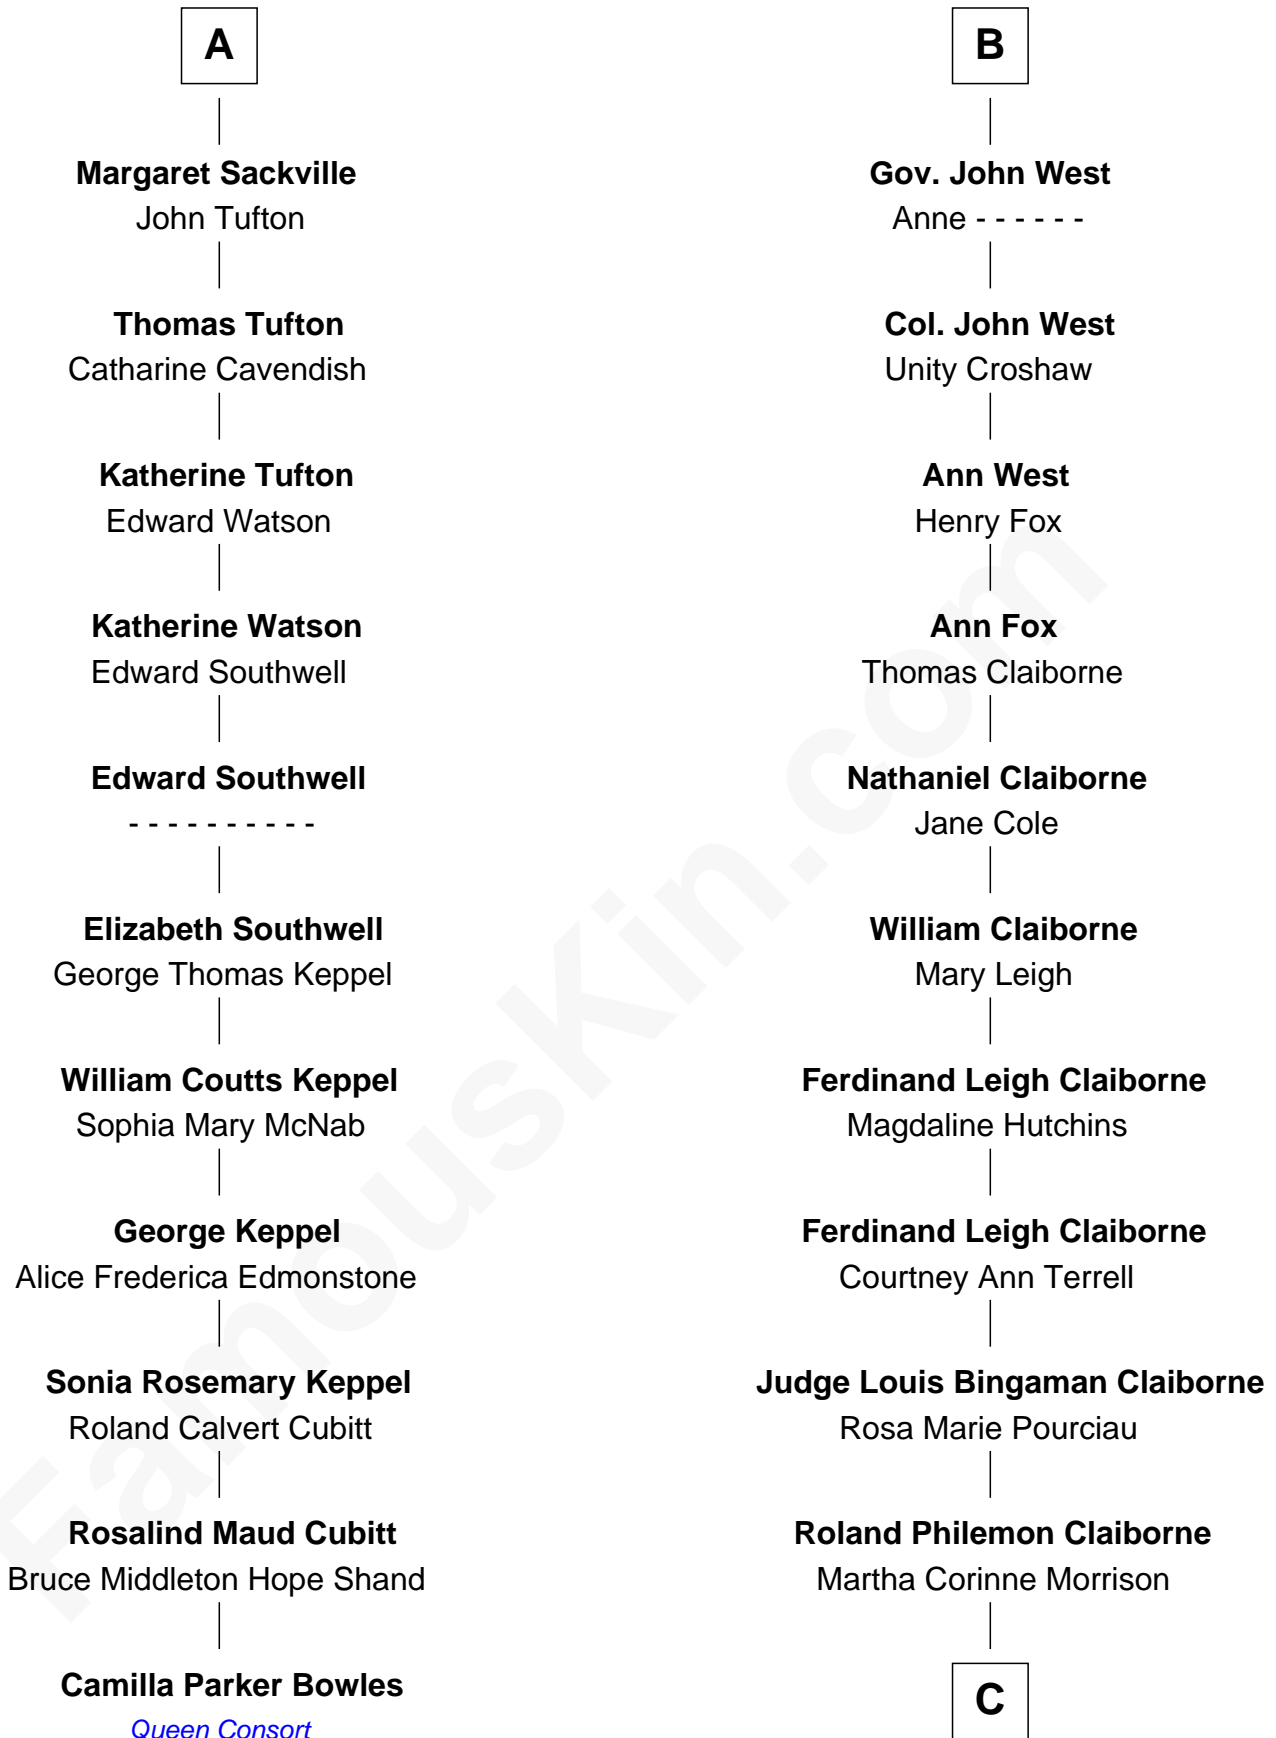 A
Margaret Sackville
John Tufton
Thomas Tufton
Catharine Cavendish
Katherine Tufton
Edward Watson
Katherine Watson
Edward Southwell
Edward Southwell
- - - - - - - - - -
Elizabeth Southwell
George Thomas Keppel
William Coutts Keppel
Sophia Mary McNab
George Keppel
Alice Frederica Edmonstone
Sonia Rosemary Keppel
Roland Calvert Cubitt
Rosalind Maud Cubitt
Bruce Middleton Hope Shand
Camilla Parker Bowles
Queen Consort
B
Gov. John West
Anne - - - - - -
Col. John West
Unity Croshaw
Ann West
Henry Fox
Ann Fox
Thomas Claiborne
Nathaniel Claiborne
Jane Cole
William Claiborne
Mary Leigh
Ferdinand Leigh Claiborne
Magdaline Hutchins
Ferdinand Leigh Claiborne
Courtney Ann Terrell
Judge Louis Bingaman Claiborne
Rosa Marie Pourciau
Roland Philemon Claiborne
Martha Corinne Morrison
C
FamousKin.com